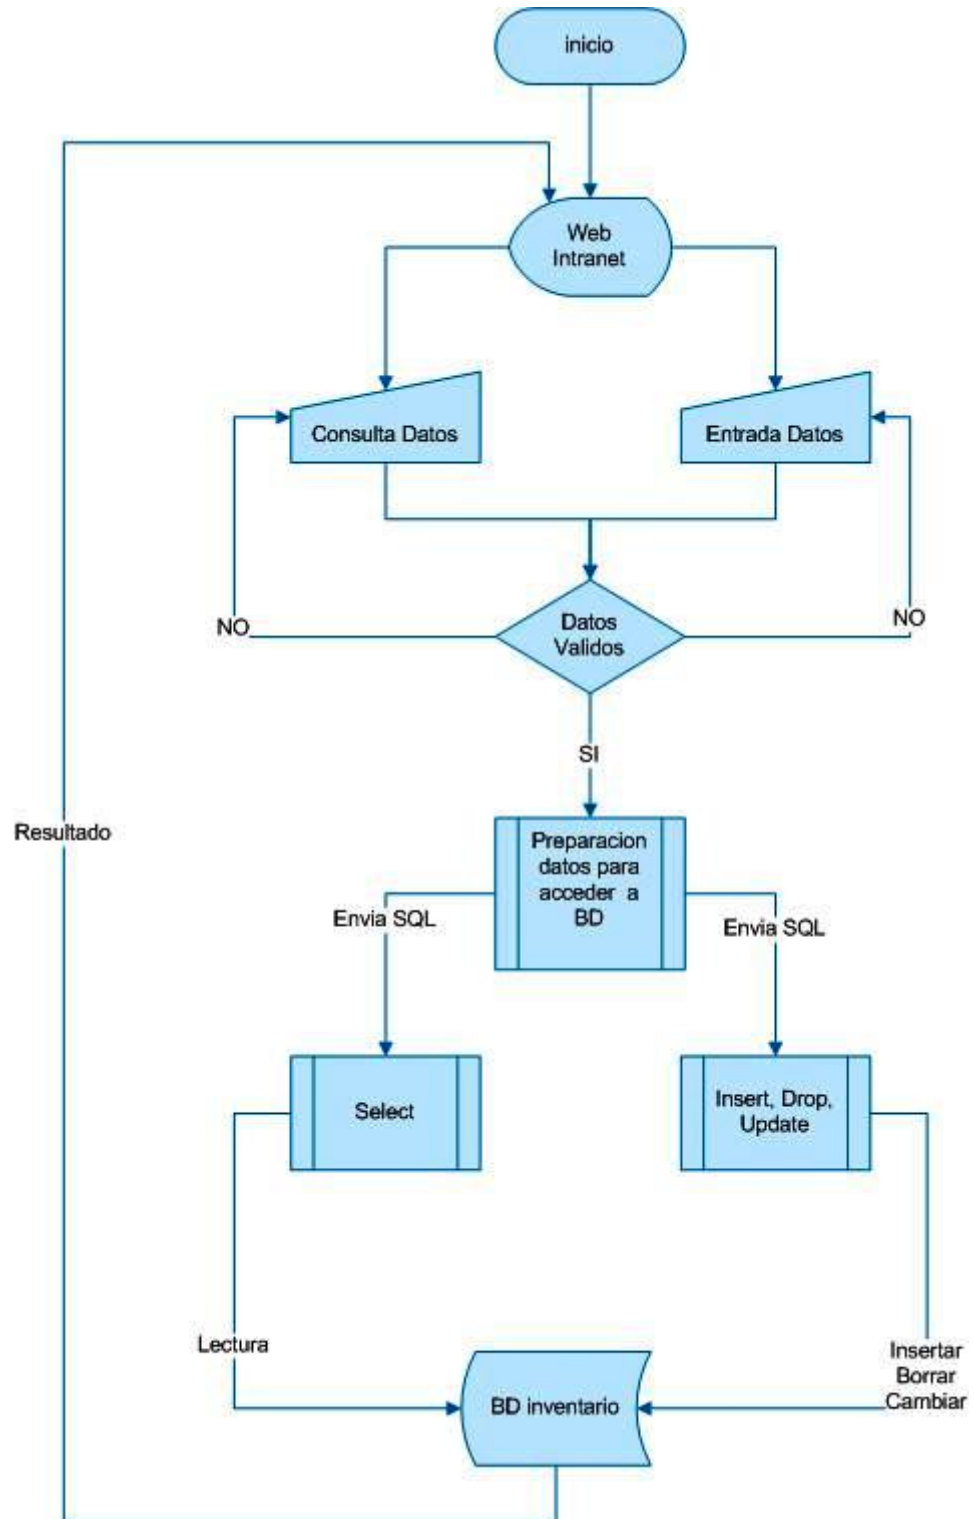 inicio
Web
Intranet
Consulta Datos
Entrada Datos
Datos
Validos
NO
NO
SI
Resultado
Preparacion
datos para
acceder a
BD
Envia SQL
Envia SQL
Select
Insert, Drop,
Update
Lectura
Insertar
Borrar
Cambiar
BD inventario